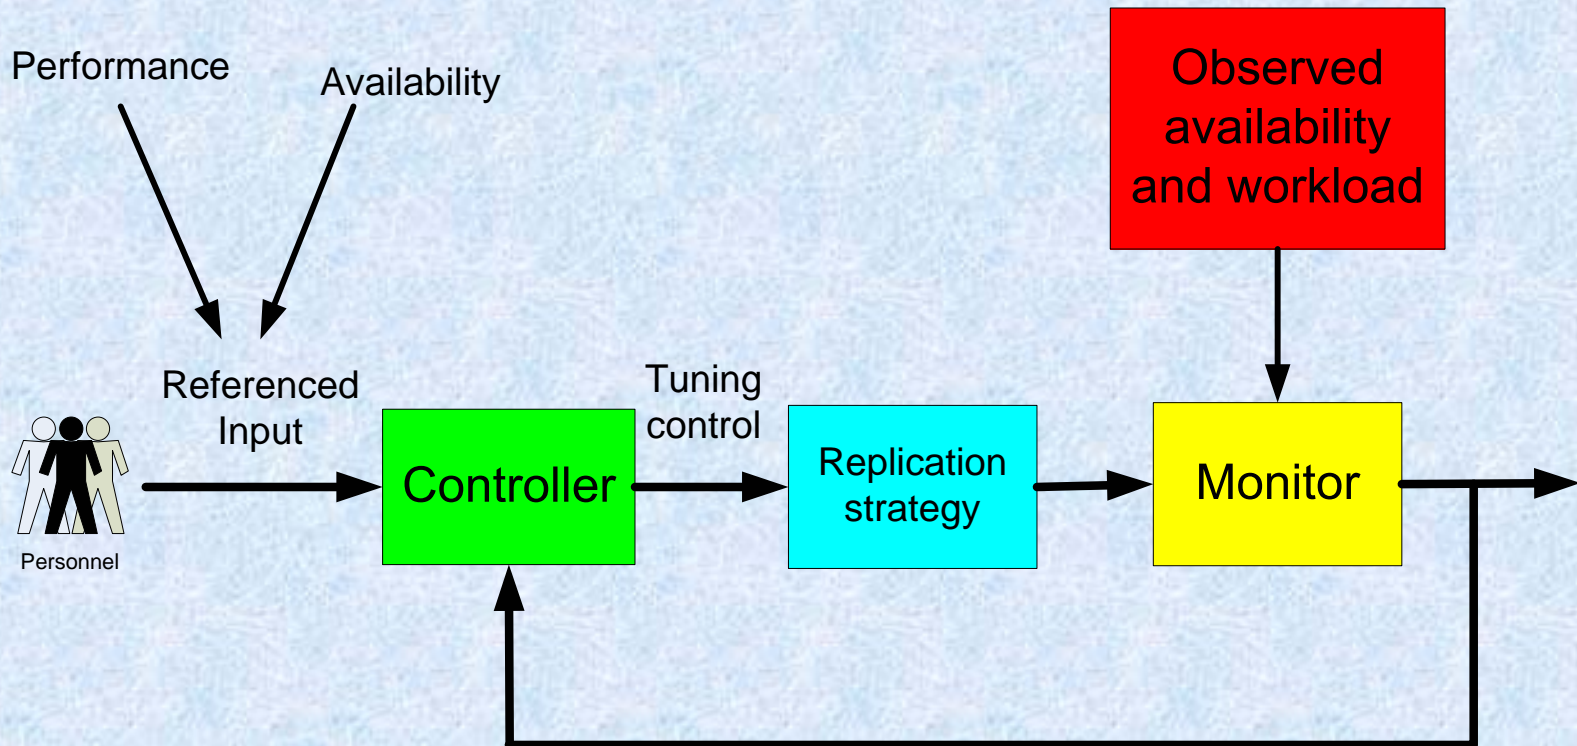 Performance
Availability
Observed
availability
and workload
Referenced
Input
Tuning
control
Personnel
Controller
Replication
strategy
Monitor